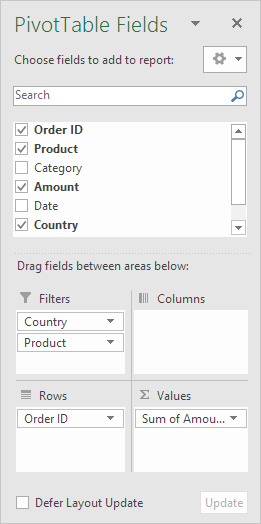 PivotTable Fields
Choose fields to add to report:
Search
Order ID
Product
Category
Amount
Date
Country
Drag fields between areas below:
Filters
Columns
Country
Product
Rows
Values
Order ID
Sum of Amou...
Defer Layout Update
Update